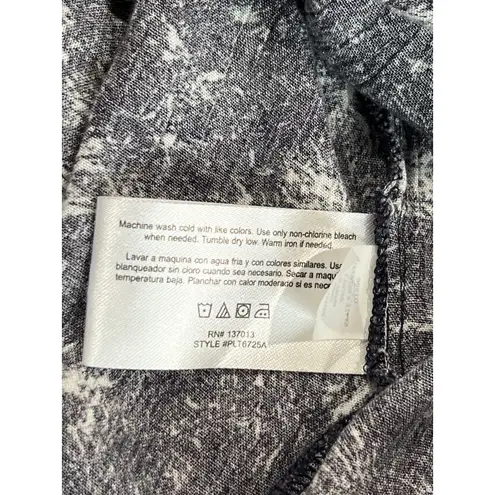 Machine wash cold with like colors. Use only non-chlorine bleach
when needed. Tumble dry low. Warm iron if needed.
Lavar a maquina con agua fria y con colores similares. Usa
blanqueador sin cloro cuando sea necesario. Secar a maqu
temperatura baja. Planchar con calor moderado si es nec
RN# 137013
STYLE #PLT6725A